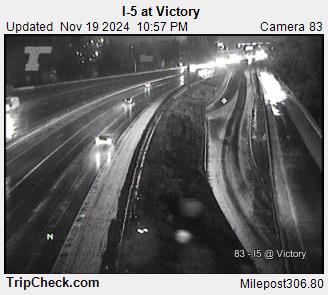 I-5 at Victory
Updated Nov 19 2024 10:57 PM Camera 83
N
83 - I5 @ Victory
TripCheck.com Milepost306.80